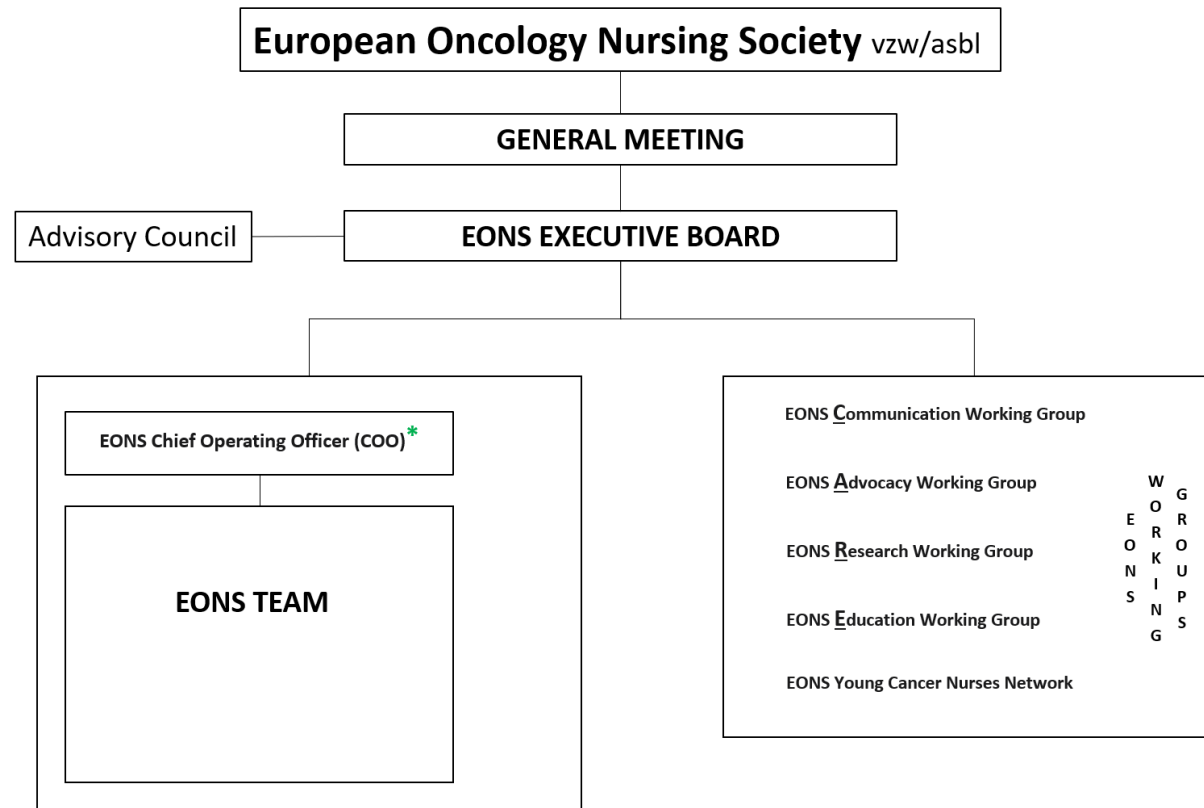 European Oncology Nursing Society vzw/asbl
GENERAL MEETING
Advisory Council
EONS EXECUTIVE BOARD
EONS Chief Operating Officer (COO)*
EONS TEAM
EONS Communication Working Group
EONS Advocacy Working Group
EONS Research Working Group
EONS Education Working Group
EONS Young Cancer Nurses Network
EONS
WORKING
GROUPS